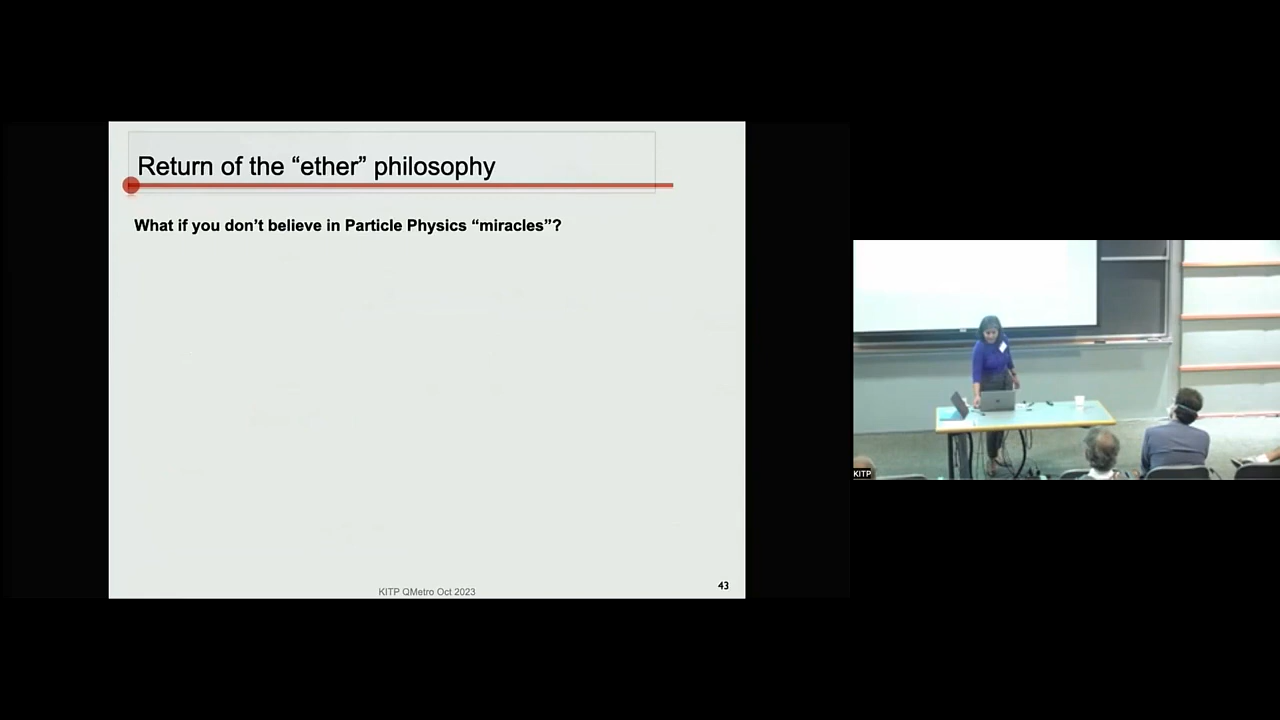 Return of the “ether” philosophy
What if you don’t believe in Particle Physics “miracles”?
KITP QMetro Oct 2023
43
KITP